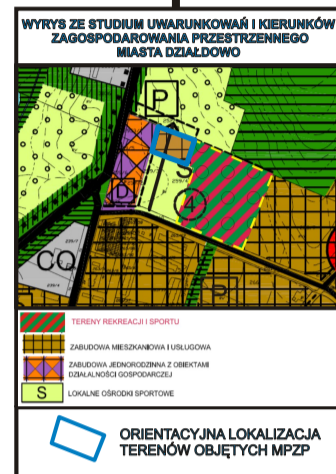 WYRYS ZE STUDIUM UWARUNKOWAŃ I KIERUNKÓW
ZAGOSPODAROWANIA PRZESTRZENNEGO
MIASTA DZIAŁDOWO
P
S
4
D
CO
TERENY REKREACJI I SPORTU
ZABUDOWA MIESZKANIOWA I USŁUGOWA
ZABUDOWA JEDNORODZINNA Z OBIEKTAMI
DZIAŁALNOŚCI GOSPODARCZEJ
S LOKALNE OŚRODKI SPORTOWE
ORIENTACYJNA LOKALIZACJA
TERENÓW OBJĘTYCH MPZP